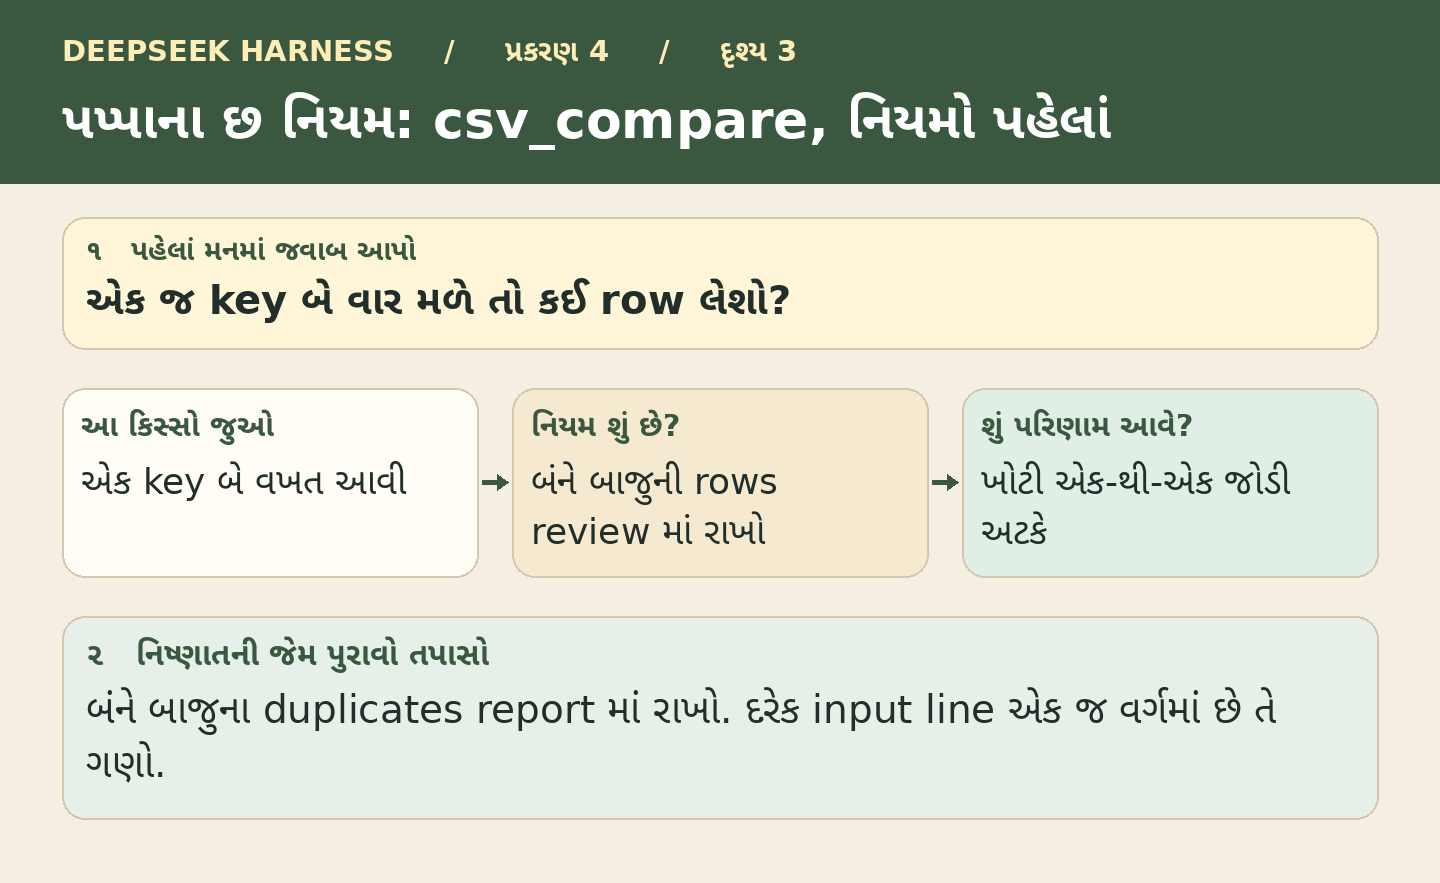 DEEPSEEK HARNESS / પ્રકરણ 4 / દૃશ્ય 3
પપ્પાના છ નિયમ: csv_compare, નિયમો પહેલાં
૧ પહેલાં મનમાં જવાબ આપો
એક જ key બે વાર મળે તો કઈ row લેશો?
આ કિસ્સો જુઓ
એક key બે વખત આવી
નિયમ શું છે?
બંને બાજુની rows
review માં રાખો
શું પરિણામ આવે?
ખોટી એક-થી-એક જોડી
અટકે
૨ નિષ્ણાતની જેમ પુરાવો તપાસો
બંને બાજુના duplicates report માં રાખો. દરેક input line એક જ વર્ગમાં છે તે
ગણો.